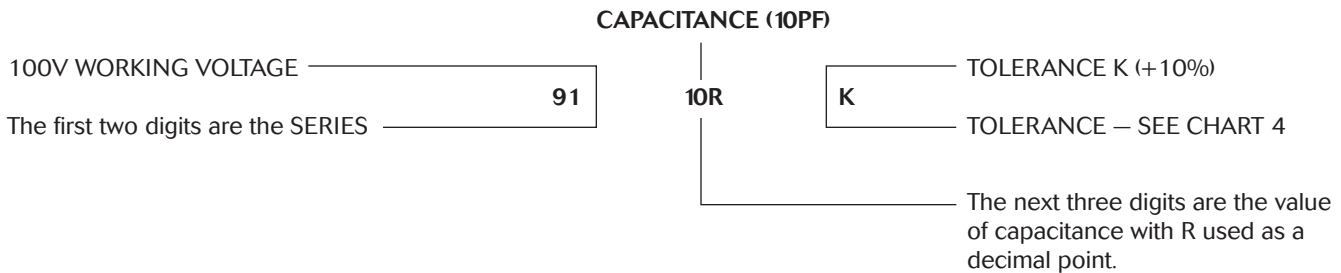 CAPACITANCE (10PF)
100V WORKING VOLTAGE
TOLERANCE K (+10%)
91
10R
K
The first two digits are the SERIES
TOLERANCE — SEE CHART 4
The next three digits are the value
of capacitance with R used as a
decimal point.